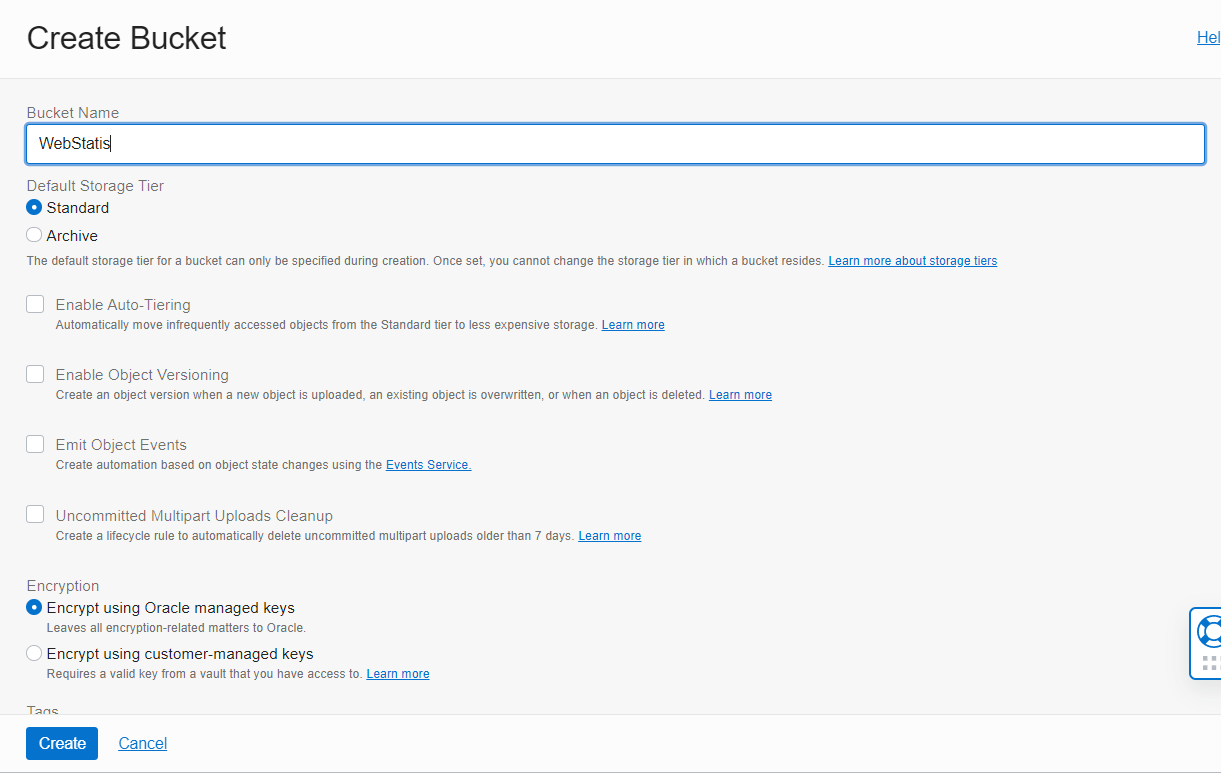 Create Bucket
Hel
Bucket Name
WebStatis
Default Storage Tier
Standard
Archive
The default storage tier for a bucket can only be specified during creation. Once set, you cannot change the storage tier in which a bucket resides. Learn more about storage tiers
Enable Auto-Tiering
Automatically move infrequently accessed objects from the Standard tier to less expensive storage. Learn more
Enable Object Versioning
Create an object version when a new object is uploaded, an existing object is overwritten, or when an object is deleted. Learn more
Emit Object Events
Create automation based on object state changes using the Events Service.
Uncommitted Multipart Uploads Cleanup
Create a lifecycle rule to automatically delete uncommitted multipart uploads older than 7 days. Learn more
Encryption
Encrypt using Oracle managed keys
Leaves all encryption-related matters to Oracle.
Encrypt using customer-managed keys
Requires a valid key from a vault that you have access to. Learn more
Tags
Create Cancel